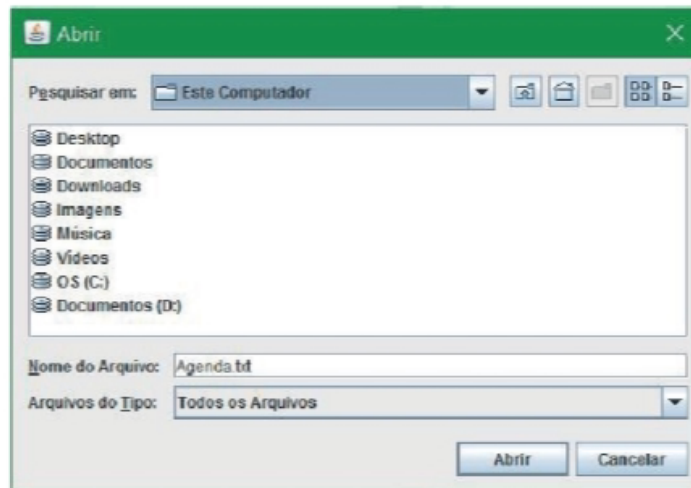 Abrir
Pesquisar em: Este Computador
Desktop
Documentos
Downloads
Imagens
Música
Vídeos
OS (C:)
Documentos (D:)
Nome do Arquivo: Agenda.txt
Arquivos do Tipo: Todos os Arquivos
Abrir Cancelar